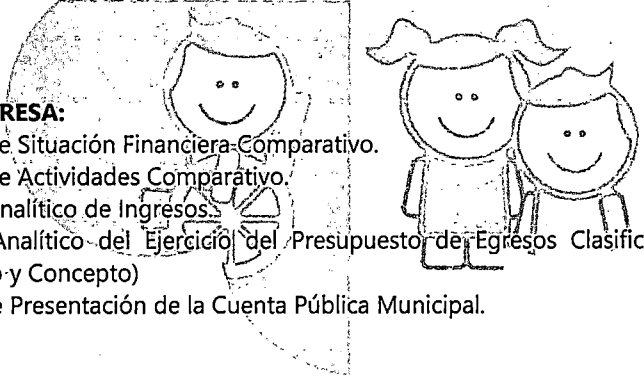 RESA:
e Situación Financiera Comparativo.
e Actividades Comparativo.
nalítico de Ingresos.
Analítico del Ejercicio del Presupuesto de Egresos Clasific
o y Concepto)
e Presentación de la Cuenta Pública Municipal.